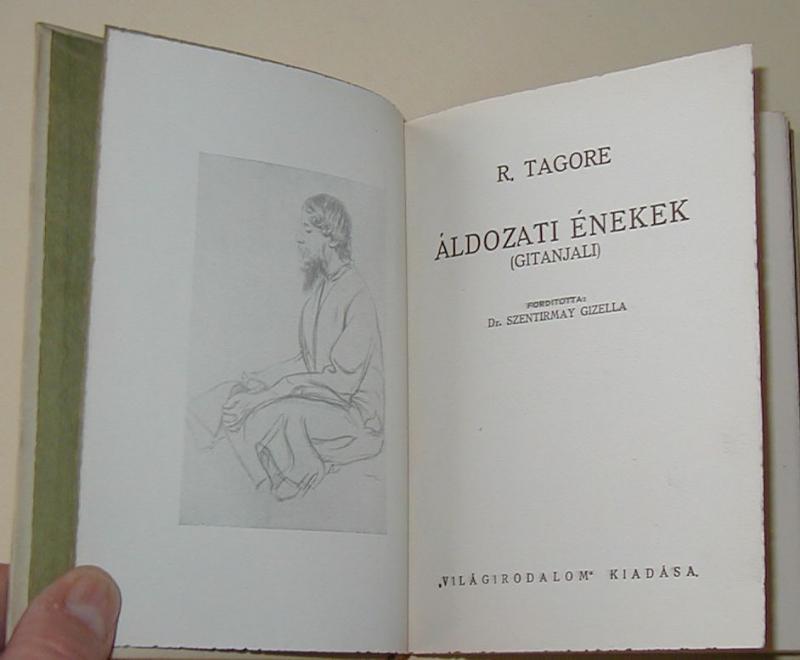 R. TAGORE
ÁLDOZATI ÉNEKEK
(GITANJALI)
FORDITOTTA:
Dr. SZENTIRMAY GIZELLA
„VILÁGIRODALOM“ KIADÁSA.